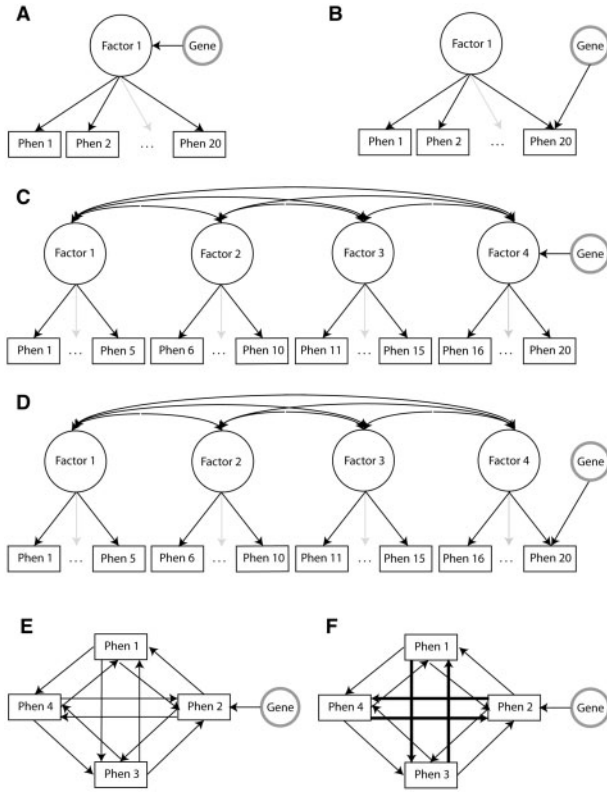 A
B
Factor 1
Gene
Factor 1
Gene
Phen 1
Phen 2
...
Phen 20
Phen 1
Phen 2
...
Phen 20
C
Factor 1
Factor 2
Factor 3
Factor 4
Gene
Phen 1
...
Phen 5
Phen 6
...
Phen 10
Phen 11
...
Phen 15
Phen 16
...
Phen 20
D
Factor 1
Factor 2
Factor 3
Factor 4
Gene
Phen 1
...
Phen 5
Phen 6
...
Phen 10
Phen 11
...
Phen 15
Phen 16
...
Phen 20
E
Phen 1
Phen 4
Phen 2
Gene
Phen 3
F
Phen 1
Phen 4
Phen 2
Gene
Phen 3